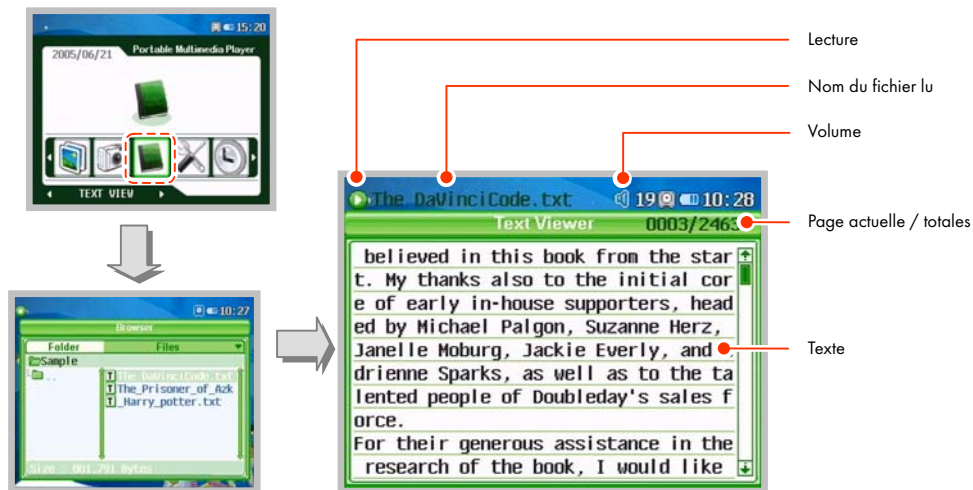 15:20
2005/06/21 Portable Multimedia Player
TEXT VIEW
10:27
Browser
Folder Files
Sample
..
The_DaVinciCode.txt
The_Prisoner_of_Azk
_Harry_potter.txt
Size : 801,791 Bytes
Lecture
Nom du fichier lu
Volume
Page actuelle / totales
Texte
The_DaVinciCode.txt 19 10:28
Text Viewer 0003/2463
believed in this book from the star
t. My thanks also to the initial cor
e of early in-house supporters, head
ed by Michael Palgon, Suzanne Herz,
Janelle Moburg, Jackie Everly, and
drienne Sparks, as well as to the ta
lented people of Doubleday's sales f
orce.
For their generous assistance in the
research of the book, I would like